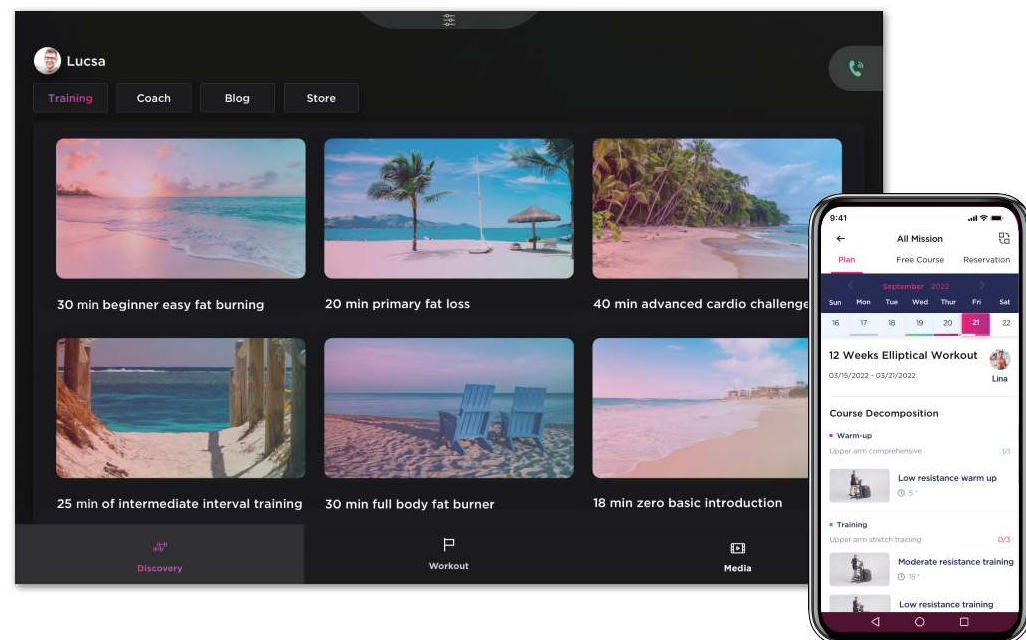 Lucsa
Training
Coach
Blog
Store
30 min beginner easy fat burning
20 min primary fat loss
40 min advanced cardio challenge
25 min of intermediate interval training
30 min full body fat burner
18 min zero basic introduction
Discovery
Workout
Media
9:41
All Mission
Plan
Free Course
Reservation
September 2022
Sun Mon Tue Wed Thur Fri Sat
16 17 18 19 20 21 22
12 Weeks Elliptical Workout
03/15/2022 - 03/21/2022
Lina
Course Decomposition
Warm-up
Upper arm comprehensive 1/1
Low resistance warm up
5 "
Training
Upper arm stretch training 0/3
Moderate resistance training
15 "
Low resistance training